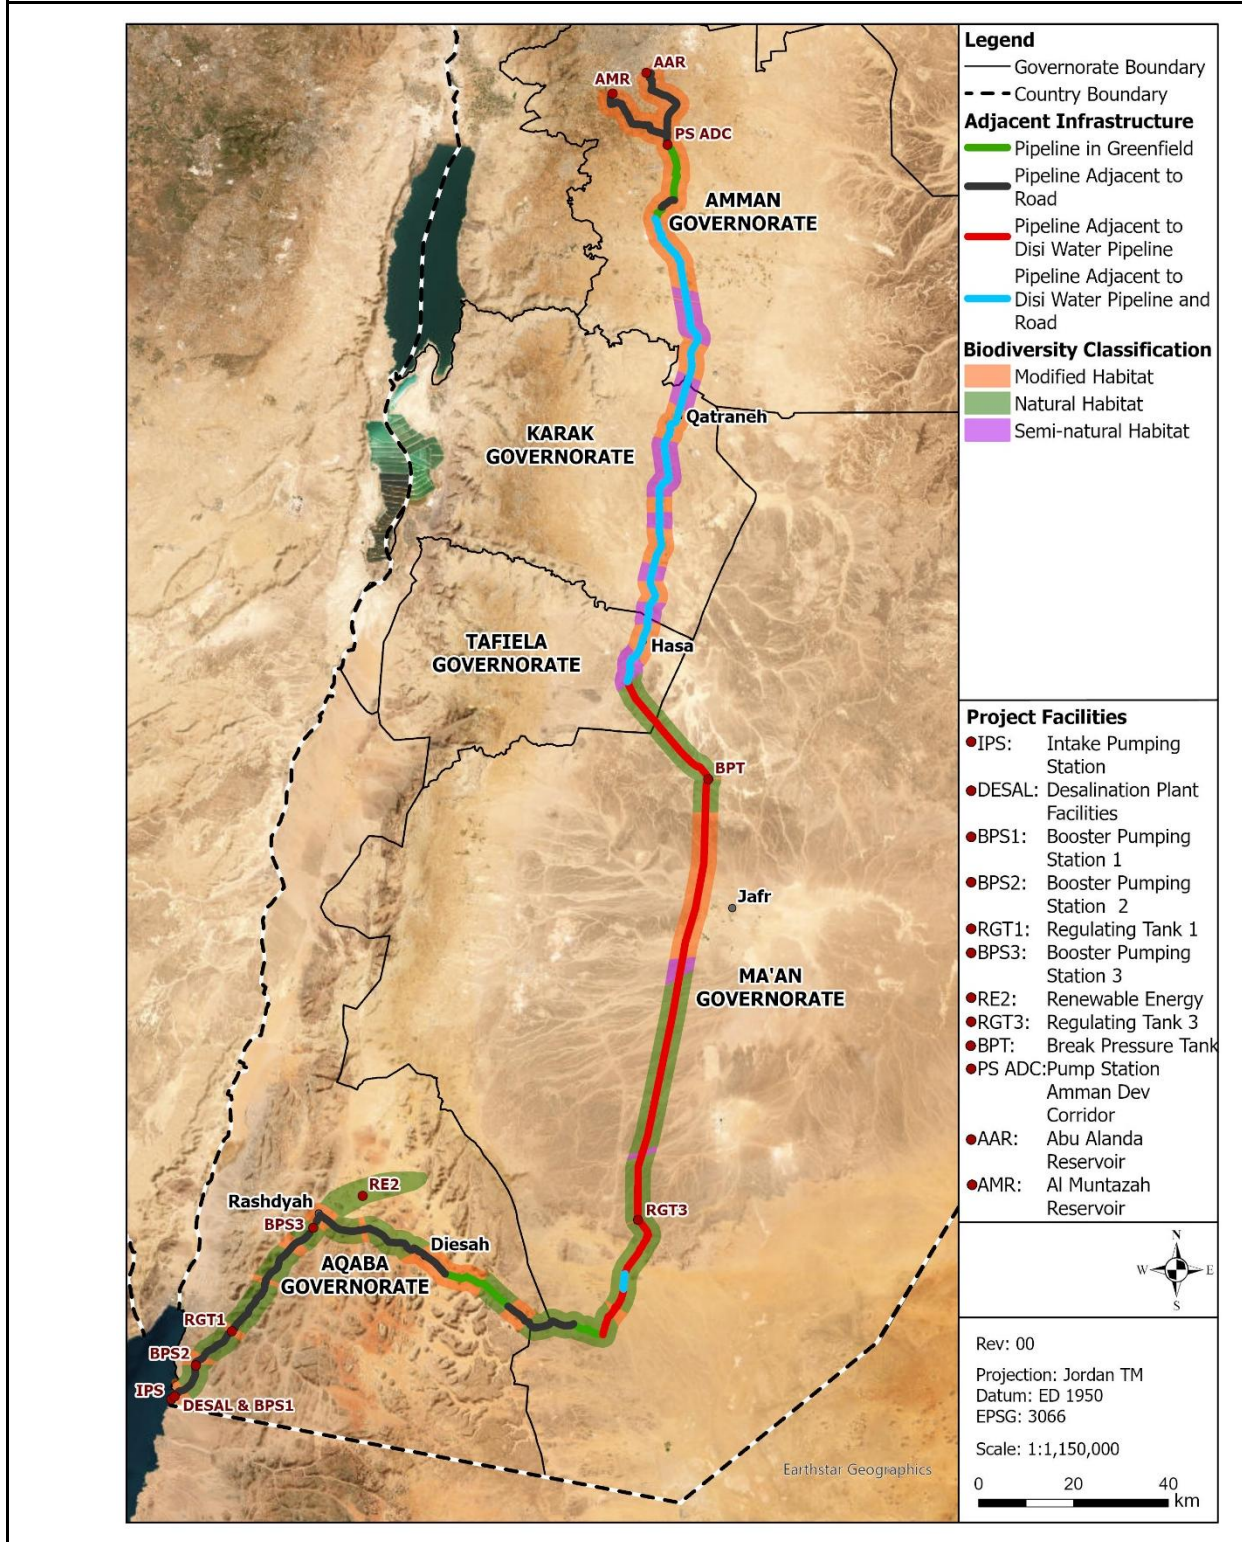 AAR
AMR
PS ADC
AMMAN
GOVERNORATE
Qatraneh
KARAK
GOVERNORATE
TAFIELA
GOVERNORATE
Hasa
BPT
Jafr
MA'AN
GOVERNORATE
RE2
Rashdyah
BPS3
RGT3
Diesah
AQABA
GOVERNORATE
RGT1
BPS2
IPS
DESAL & BPS1
Earthstar Geographics
Legend
Governorate Boundary
Country Boundary
Adjacent Infrastructure
Pipeline in Greenfield
Pipeline Adjacent to
Road
Pipeline Adjacent to
Disi Water Pipeline
Pipeline Adjacent to
Disi Water Pipeline and
Road
Biodiversity Classification
Modified Habitat
Natural Habitat
Semi-natural Habitat
Project Facilities
IPS: Intake Pumping
Station
DESAL: Desalination Plant
Facilities
BPS1: Booster Pumping
Station 1
BPS2: Booster Pumping
Station 2
RGT1: Regulating Tank 1
BPS3: Booster Pumping
Station 3
RE2: Renewable Energy
RGT3: Regulating Tank 3
BPT: Break Pressure Tank
PS ADC: Pump Station
Amman Dev
Corridor
AAR: Abu Alanda
Reservoir
AMR: Al Muntazah
Reservoir
N
W E
S
Rev: 00
Projection: Jordan TM
Datum: ED 1950
EPSG: 3066
Scale: 1:1,150,000
0 20 40
km